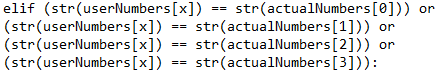 elif (str(userNumbers[x]) == str(actualNumbers[0])) or
(str(userNumbers[x]) == str(actualNumbers[1])) or
(str(userNumbers[x]) == str(actualNumbers[2])) or
(str(userNumbers[x]) == str(actualNumbers[3])):